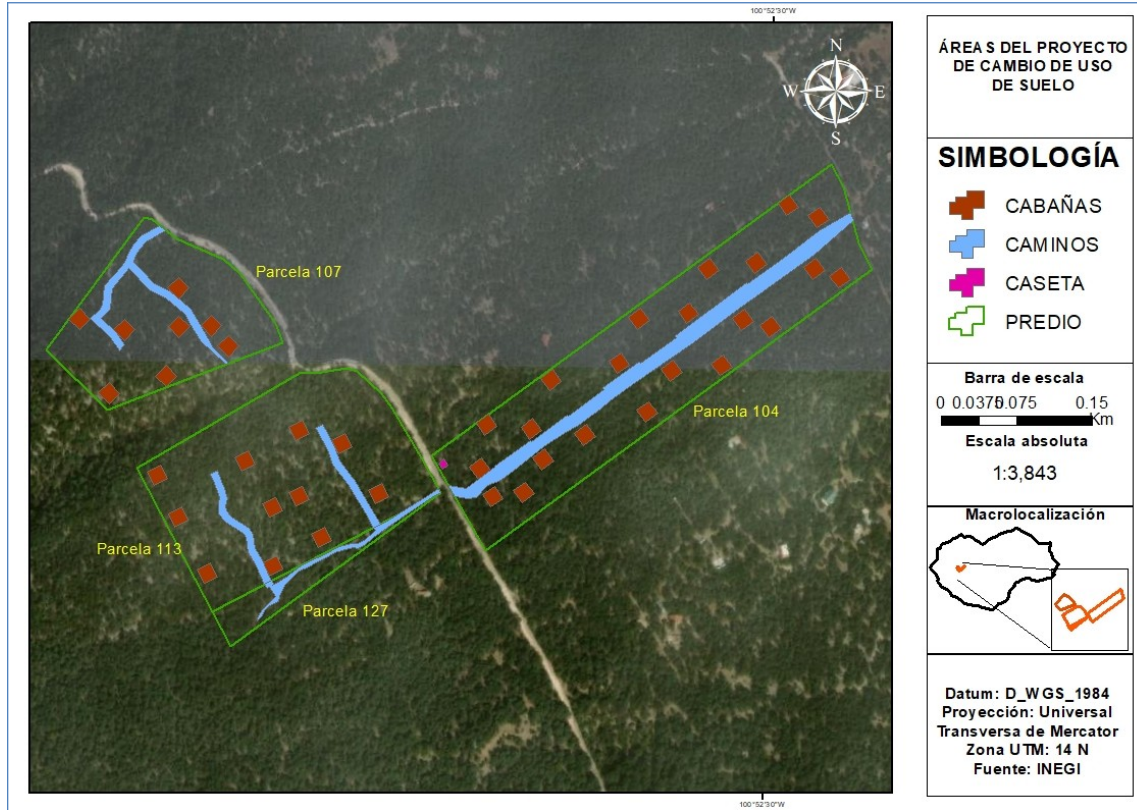 100°52'30"W
ÁREAS DEL PROYECTO
DE CAMBIO DE USO
DE SUELO
N
W
E
S
SIMBOLOGÍA
CABAÑAS
CAMINOS
CASETA
PREDIO
Parcela 107
Parcela 104
Parcela 113
Parcela 127
Barra de escala
0 0.0375 0.075 0.15
Km
Escala absoluta
1:3,843
Macrolocalización
Datum: D_WGS_1984
Proyección: Universal
Transversa de Mercator
Zona UTM: 14 N
Fuente: INEGI
100°52'30"W